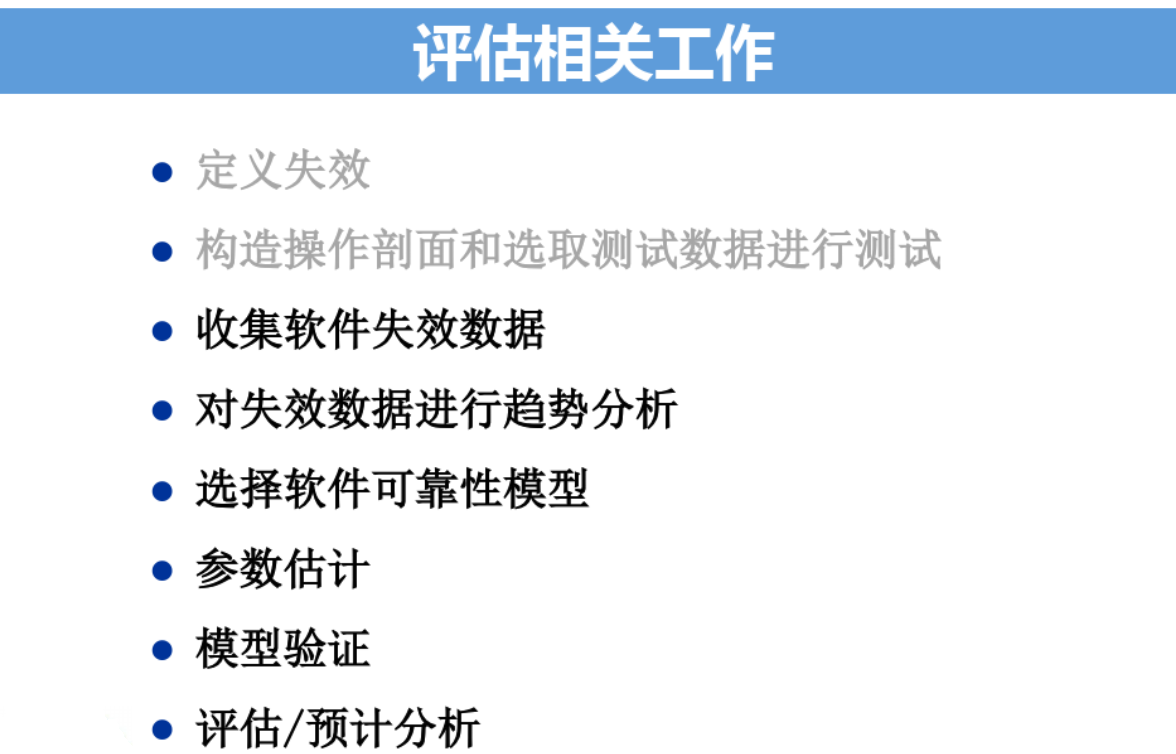 评估相关工作
● 定义失效
● 构造操作剖面和选取测试数据进行测试
● 收集软件失效数据
● 对失效数据进行趋势分析
● 选择软件可靠性模型
● 参数估计
● 模型验证
● 评估/预计分析